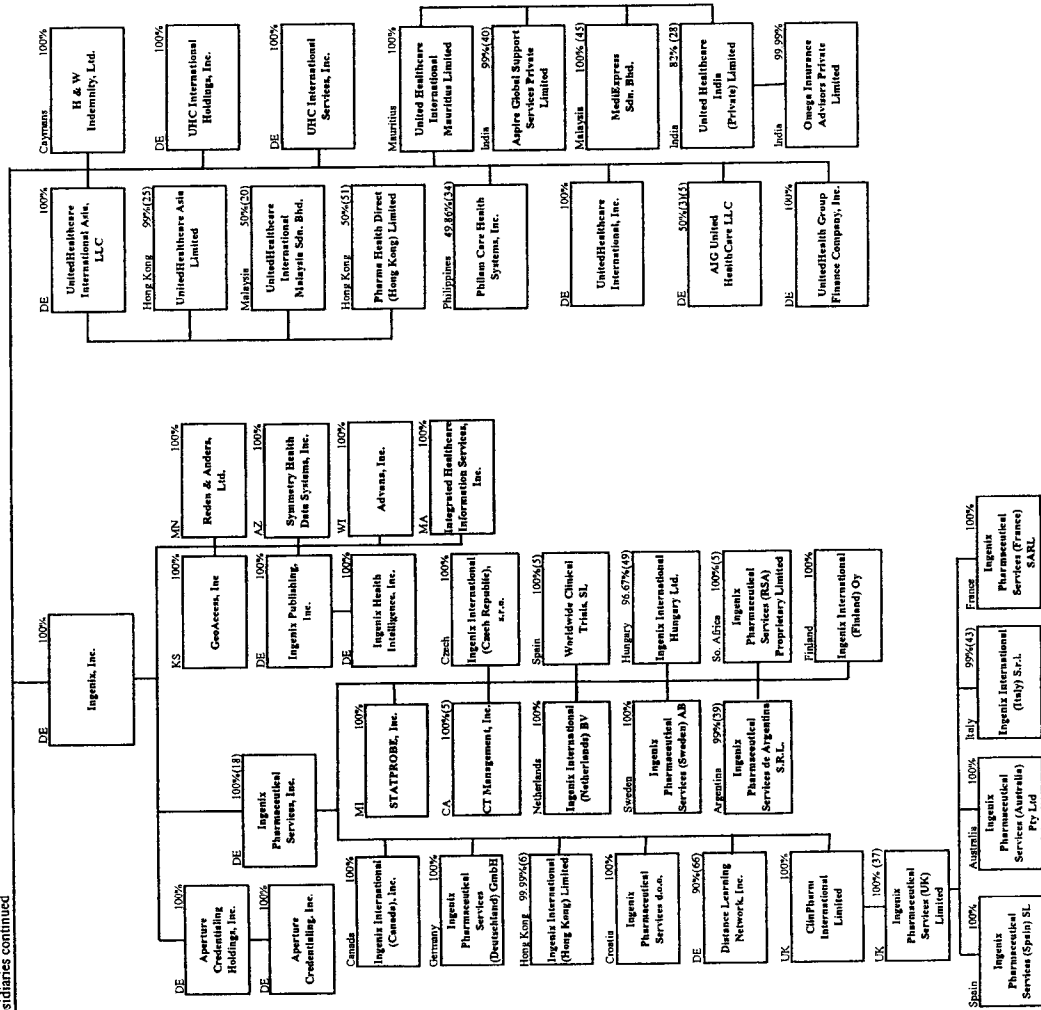 sidiaries continued
DE 100%
Ingenix, Inc.
DE 100%
Aperture
Credentialing
Holdings, Inc.
DE 100%
Aperture
Credentialing, Inc.
DE 100%(18)
Ingenix
Pharmaceutical
Services, Inc.
KS 100%
GeoAccess, Inc
MN 100%
Reden & Anders,
Ltd.
DE 100%
Ingenix Publishing,
Inc.
AZ 100%
Symmetry Health
Data Systems, Inc.
DE 100%
Ingenix Health
Intelligence, Inc.
WI 100%
Advans, Inc.
MA 100%
Integrated Healthcare
Information Services,
Inc.
Canada 100%
Ingenix International
(Canada), Inc.
Germany 100%
Ingenix
Pharmaceutical
Services
(Deutschland) GmbH
Hong Kong 99.99%(6)
Ingenix International
(Hong Kong) Limited
Croatia 100%
Ingenix
Pharmaceutical
Services d.o.o.
DE 90%(66)
Distance Learning
Network, Inc.
UK 100%
ClinPharm
International
Limited
UK 100% (37)
Ingenix
Pharmaceutical
Services (UK)
Limited
MI 100%
STATPROBE, Inc.
CA 100%(5)
CT Management, Inc.
Netherlands 100%
Ingenix International
(Netherlands) BV
Sweden 100%
Ingenix
Pharmaceutical
Services (Sweden) AB
Argentina 99%(39)
Ingenix
Pharmaceutical
Services de Argentina
S.R.L.
Czech 100%
Ingenix International
(Czech Republic),
s.r.o.
Spain 100%(5)
Worldwide Clinical
Trials, SL
Hungary 96.67%(49)
Ingenix International
Hungary Ltd.
So. Africa 100%(5)
Ingenix
Pharmaceutical
Services (RSA)
Proprietary Limited
Finland 100%
Ingenix International
(Finland) Oy
Spain 100%
Ingenix
Pharmaceutical
Services (Spain) SL
Australia 100%
Ingenix
Pharmaceutical
Services (Australia)
Pty Ltd
Italy 99%(43)
Ingenix International
(Italy) S.r.l.
France 100%
Ingenix
Pharmaceutical
Services (France)
SARL
DE 100%
UnitedHealthcare
International Asia,
LLC
Hong Kong 99%(25)
UnitedHealthcare Asia
Limited
Malaysia 50%(20)
UnitedHealthcare
International
Malaysia Sdn. Bhd.
Hong Kong 50%(51)
Pharma Health Direct
(Hong Kong) Limited
Philippines 49.86%(34)
Philam Care Health
Systems, Inc.
DE 100%
UnitedHealthcare
International, Inc.
DE 50%(3)(5)
AIG United
HealthCare LLC
DE 100%
UnitedHealth Group
Finance Company, Inc.
Caymans 100%
H & W
Indemnity, Ltd.
DE 100%
UHC International
Holdings, Inc.
DE 100%
UHC International
Services, Inc.
Mauritius 100%
United Healthcare
International
Mauritius Limited
India 99%(40)
Aspire Global Support
Services Private
Limited
Malaysia 100% (45)
MediExpress
Sdn. Bhd.
India 82% (28)
United Healthcare
India
(Private) Limited
India 99.99%
Omega Insurance
Advisors Private
Limited